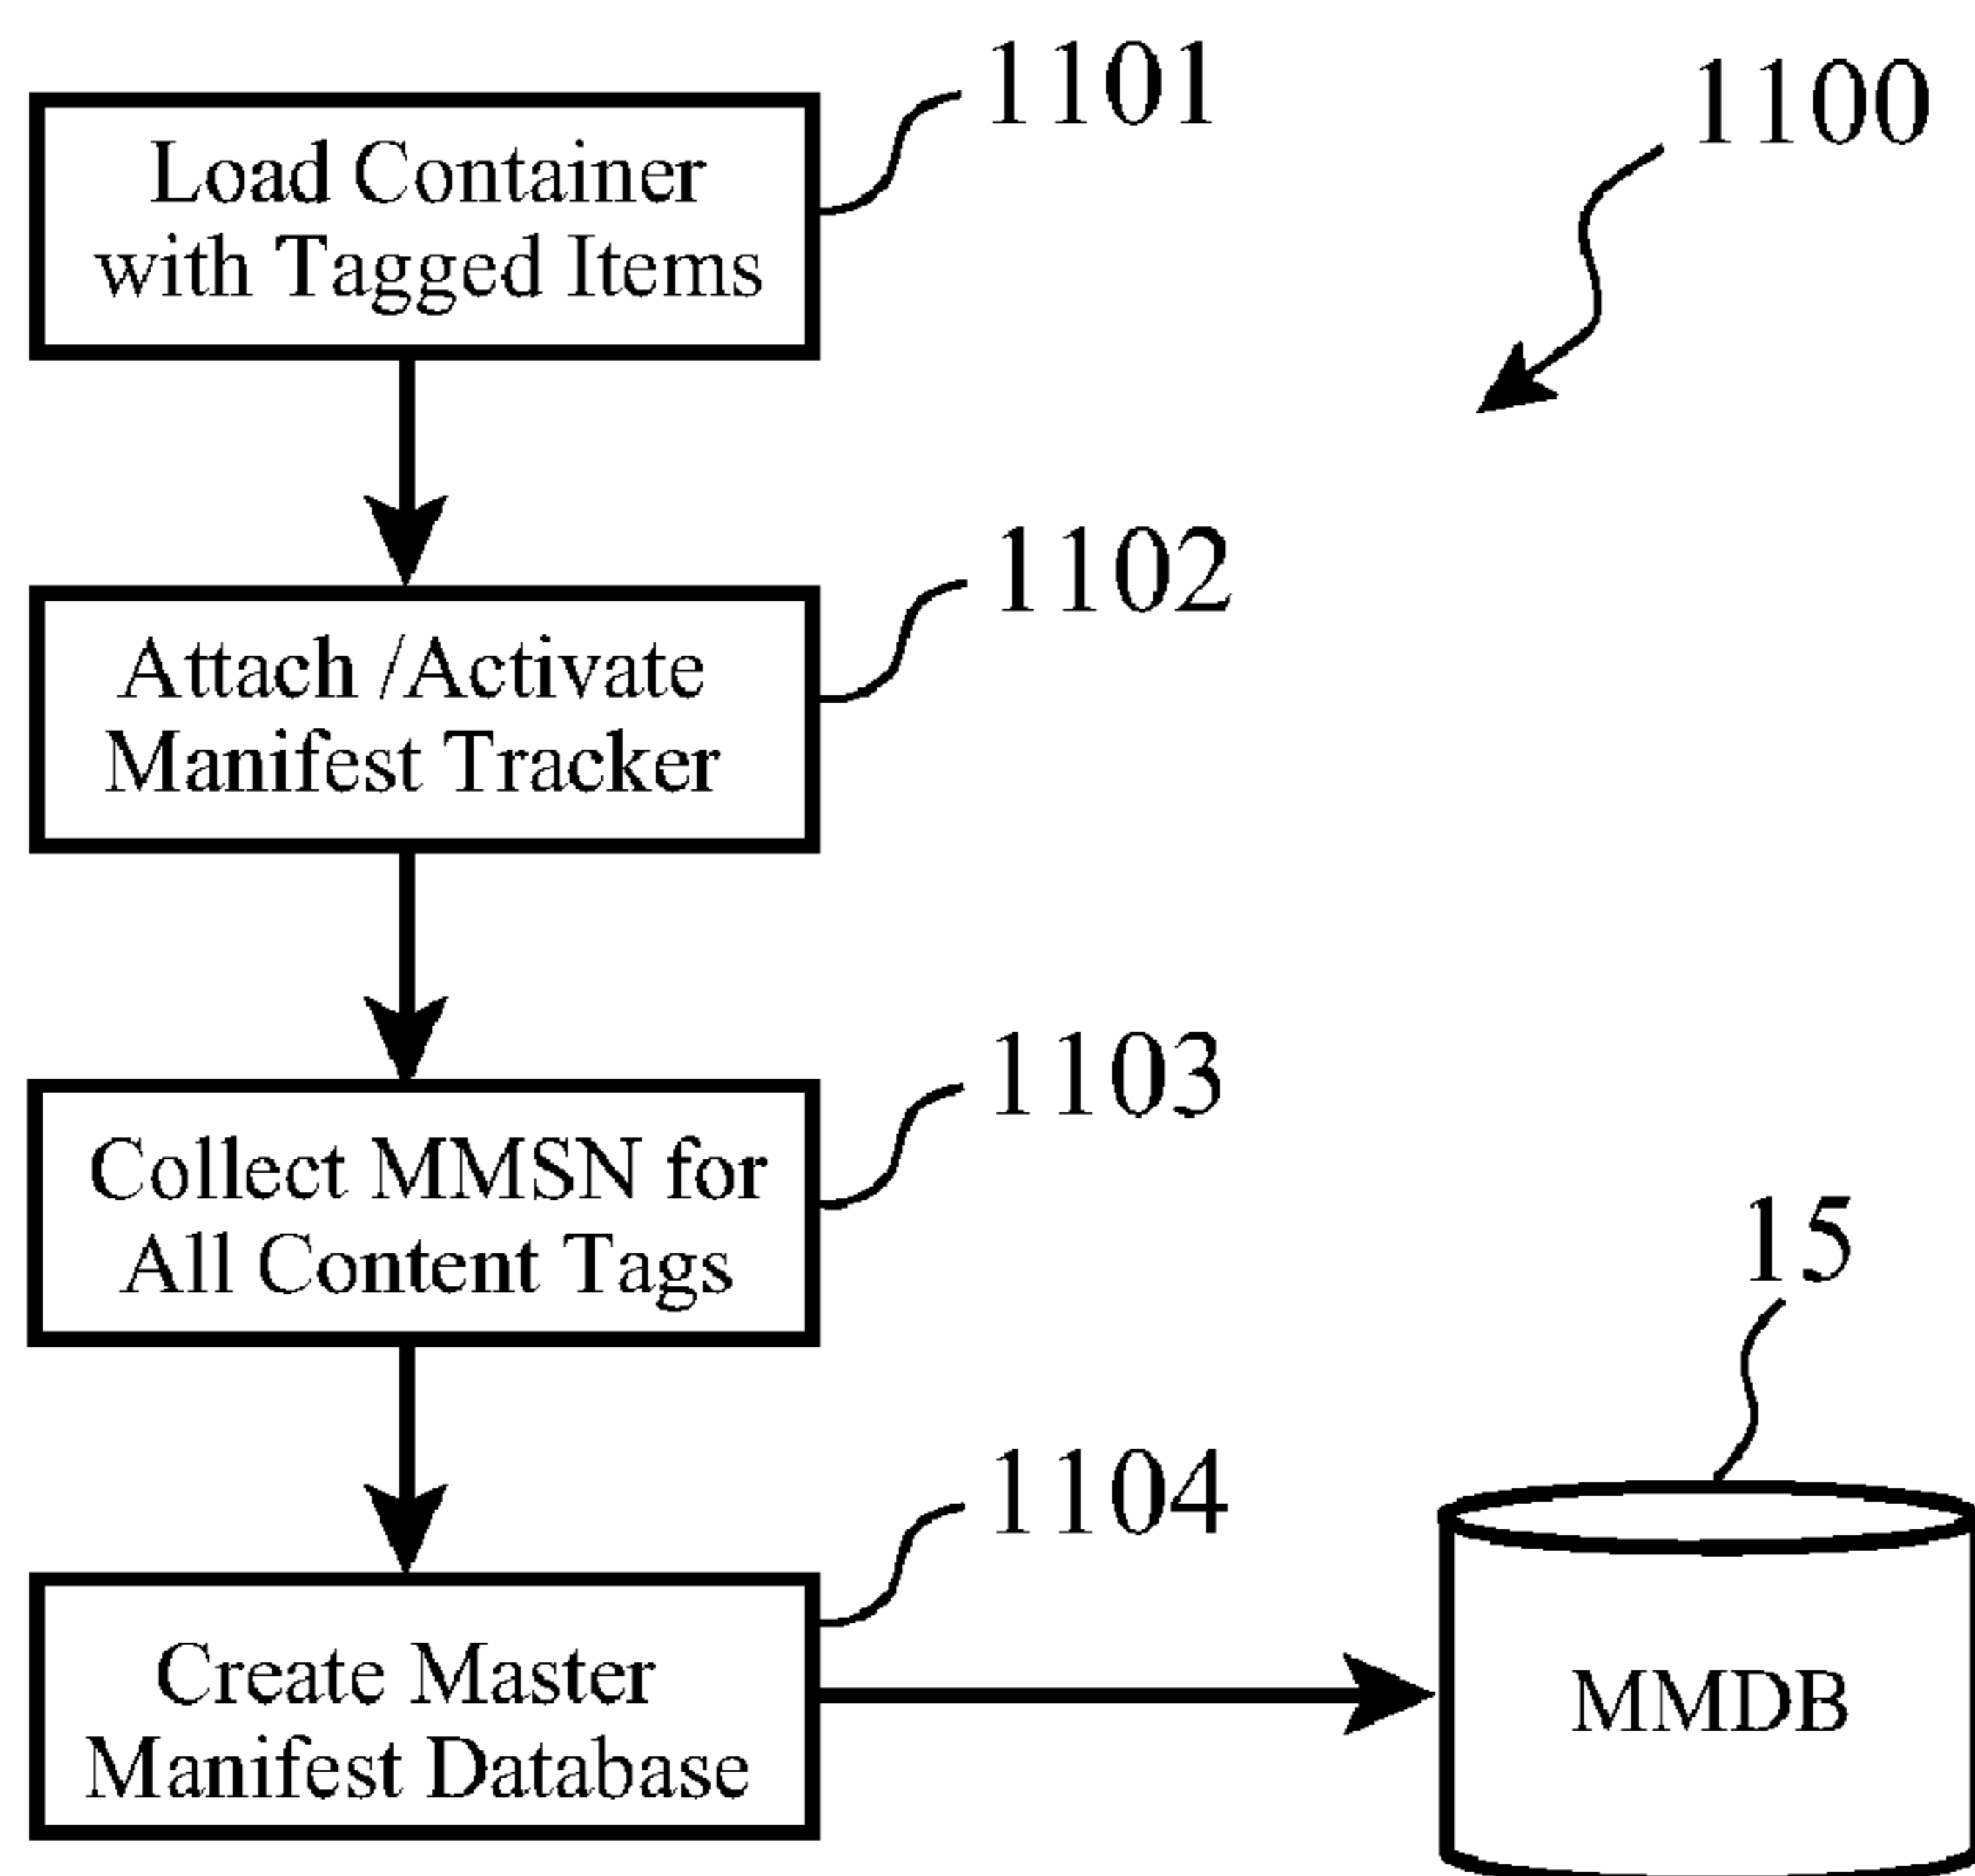 1101
1100
Load Container
with Tagged Items
1102
Attach /Activate
Manifest Tracker
1103
Collect MMSN for
All Content Tags
15
1104
Create Master
Manifest Database
MMDB